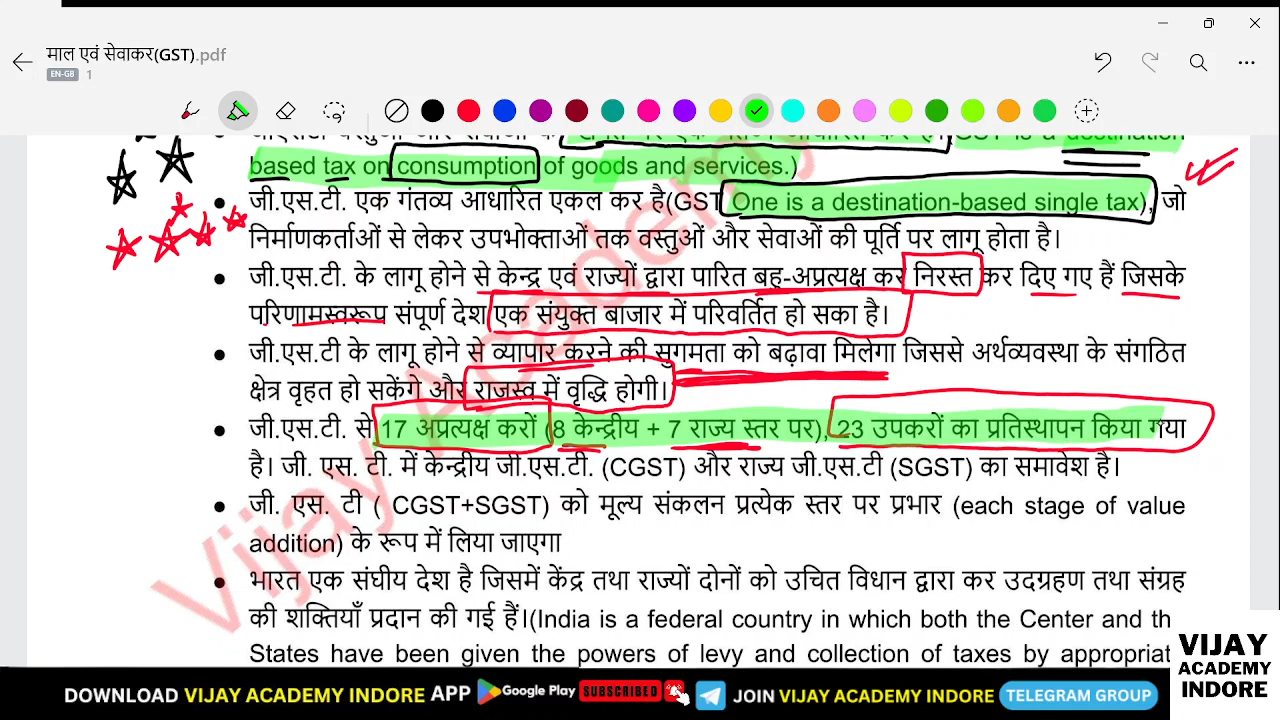 माल एवं सेवाकर(GST).pdf
EN-GB 1
based tax on consumption of goods and services.)
जी.एस.टी. एक गंतव्य आधारित एकल कर है(GST One is a destination-based single tax), जो
निर्माणकर्ताओं से लेकर उपभोक्ताओं तक वस्तुओं और सेवाओं की पूर्ति पर लागू होता है।
जी.एस.टी. के लागू होने से केन्द्र एवं राज्यों द्वारा पारित बहु-अप्रत्यक्ष कर निरस्त कर दिए गए हैं जिसके
परिणामस्वरूप संपूर्ण देश एक संयुक्त बाजार में परिवर्तित हो सका है।
जी.एस.टी के लागू होने से व्यापार करने की सुगमता को बढ़ावा मिलेगा जिससे अर्थव्यवस्था के संगठित
क्षेत्र वृहत हो सकेंगे और राजस्व में वृद्धि होगी।
जी.एस.टी. से 17 अप्रत्यक्ष करों (8 केन्द्रीय + 7 राज्य स्तर पर), 23 उपकरों का प्रतिस्थापन किया गया
है। जी. एस. टी. में केन्द्रीय जी.एस.टी. (CGST) और राज्य जी.एस.टी (SGST) का समावेश है।
जी. एस. टी ( CGST+SGST) को मूल्य संकलन प्रत्येक स्तर पर प्रभार (each stage of value
addition) के रूप में लिया जाएगा
भारत एक संघीय देश है जिसमें केंद्र तथा राज्यों दोनों को उचित विधान द्वारा कर उदग्रहण तथा संग्रह
की शक्तियाँ प्रदान की गई हैं।(India is a federal country in which both the Center and th
States have been given the powers of levy and collection of taxes by appropriat
Vijay Academy
VIJAY
ACADEMY
INDORE
DOWNLOAD VIJAY ACADEMY INDORE APP Google Play SUBSCRIBED JOIN VIJAY ACADEMY INDORE TELEGRAM GROUP